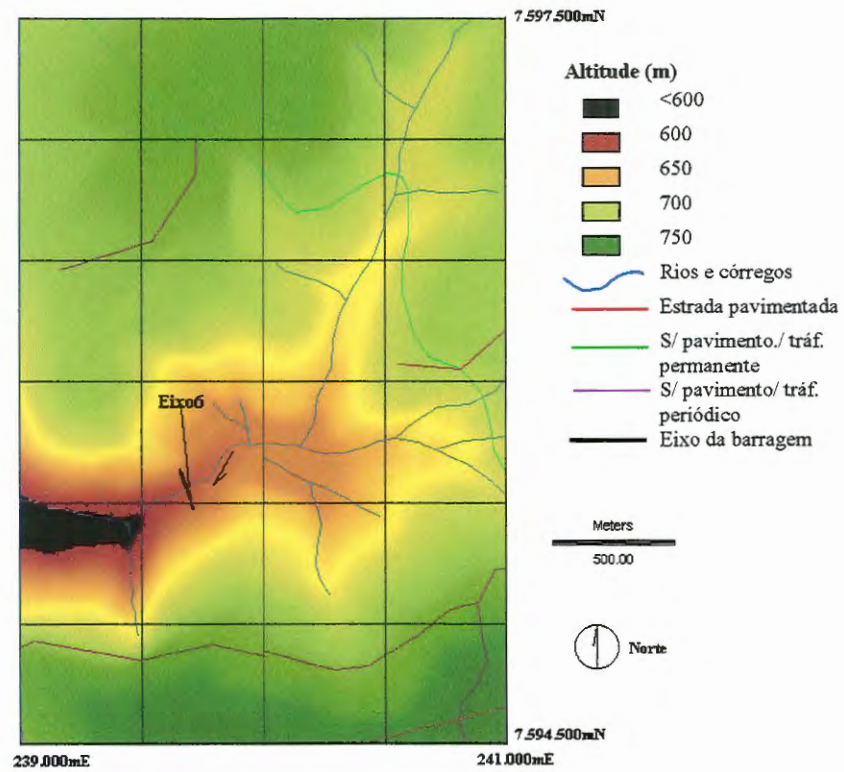 7.597.500mN
Altitude (m)
<600
600
650
700
750
Rios e córregos
Estrada pavimentada
S/ pavimento./ tráf.
permanente
S/ pavimento/ tráf.
periódico
Eixo da barragem
Eixo6
Meters
500.00
Norte
7.594.500mN
239.000mE
241.000mE